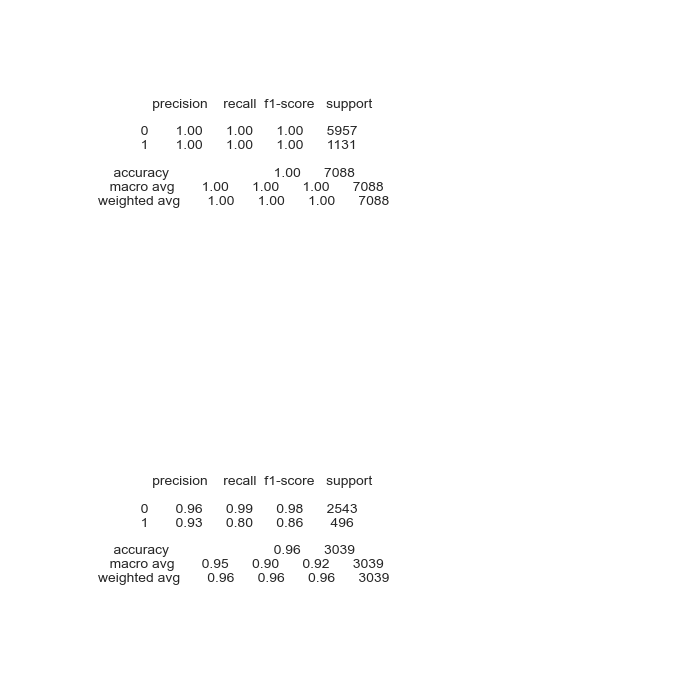 precision recall f1-score support
0 1.00 1.00 1.00 5957
1 1.00 1.00 1.00 1131
accuracy 1.00 7088
macro avg 1.00 1.00 1.00 7088
weighted avg 1.00 1.00 1.00 7088
precision recall f1-score support
0 0.96 0.99 0.98 2543
1 0.93 0.80 0.86 496
accuracy 0.96 3039
macro avg 0.95 0.90 0.92 3039
weighted avg 0.96 0.96 0.96 3039